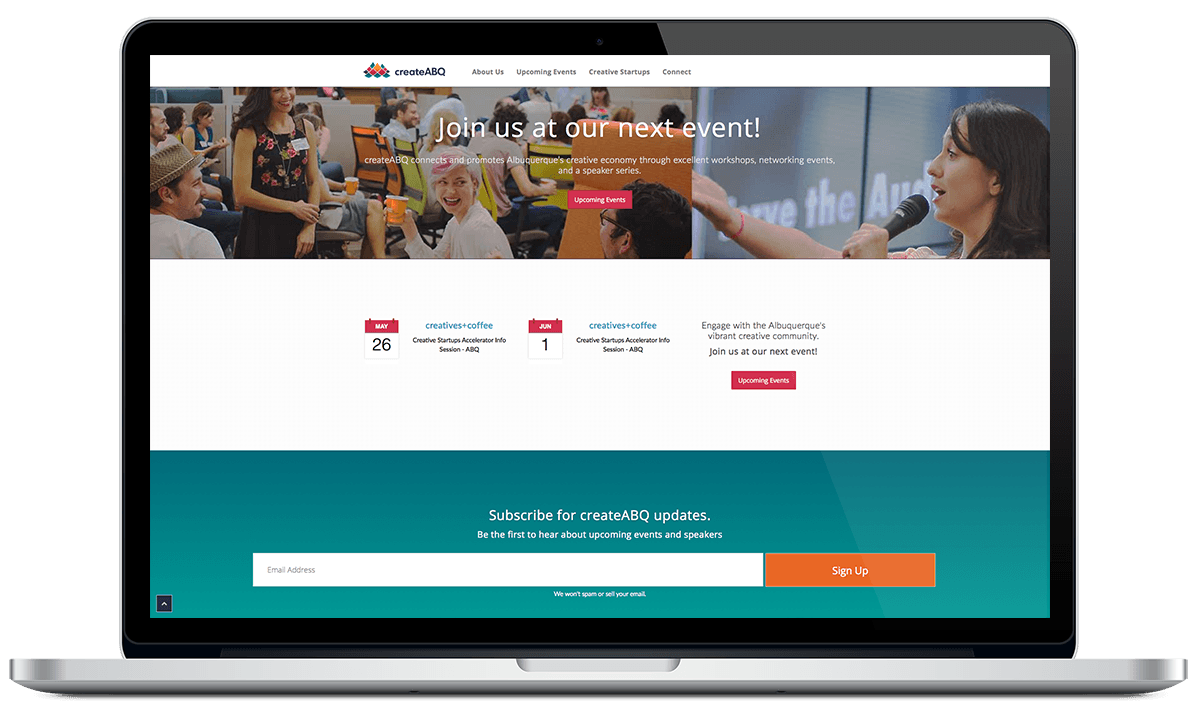 createABQ
About Us
Upcoming Events
Creative Startups
Connect
Join us at our next event!
createABQ connects and promotes Albuquerque's creative economy through excellent workshops, networking events,
and a speaker series.
Upcoming Events
MAY
26
creatives+coffee
Creative Startups Accelerator Info
Session - ABQ
JUN
1
creatives+coffee
Creative Startups Accelerator Info
Session - ABQ
Engage with the Albuquerque's
vibrant creative community.
Join us at our next event!
Upcoming Events
Subscribe for createABQ updates.
Be the first to hear about upcoming events and speakers
Email Address
Sign Up
We won't spam or sell your email.